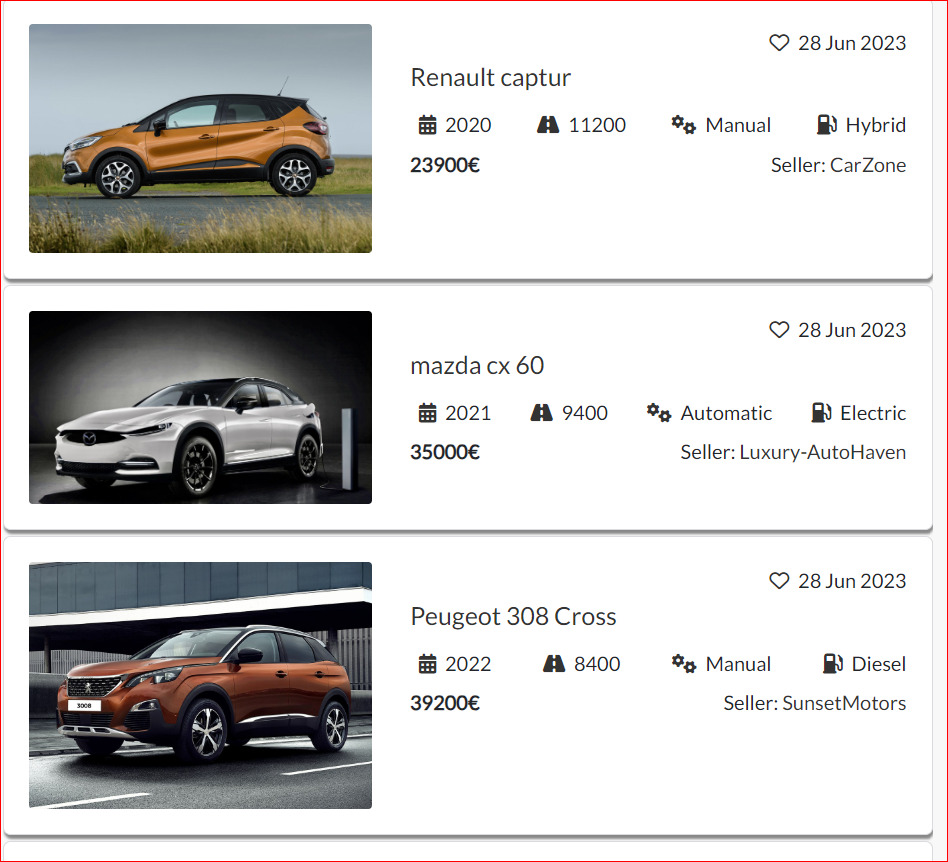 28 Jun 2023
Renault captur
2020 11200 Manual Hybrid
23900€ Seller: CarZone
28 Jun 2023
mazda cx 60
2021 9400 Automatic Electric
35000€ Seller: Luxury-AutoHaven
28 Jun 2023
Peugeot 308 Cross
2022 8400 Manual Diesel
3008
39200€ Seller: SunsetMotors